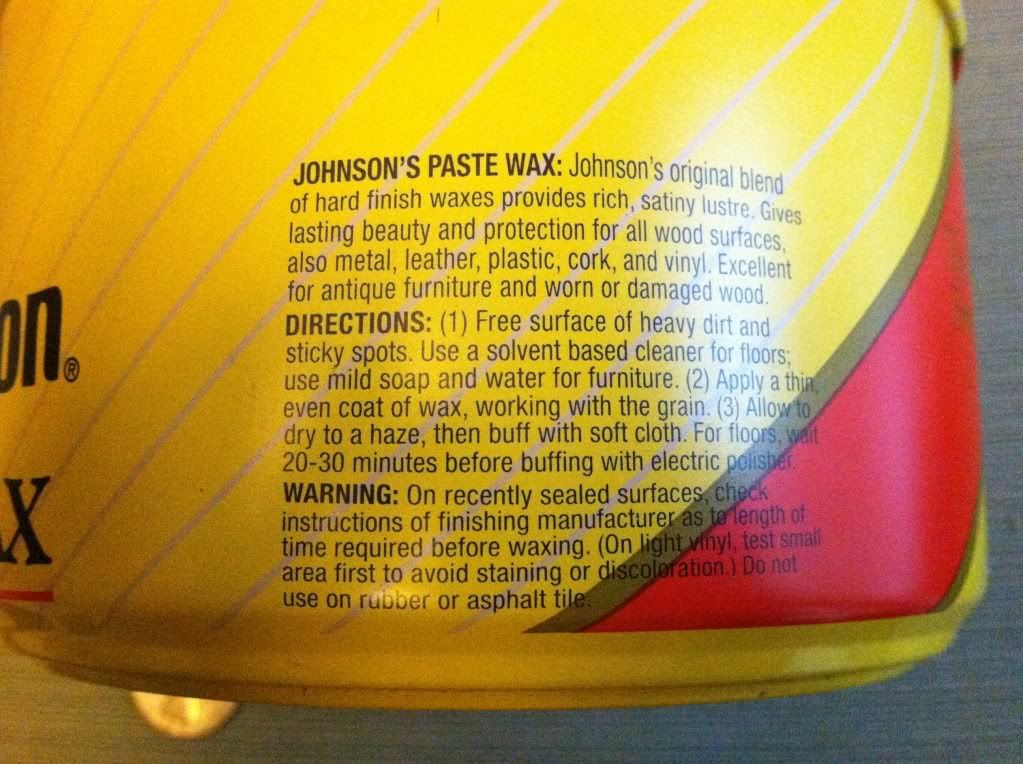 JOHNSON'S PASTE WAX: Johnson's original blend
of hard finish waxes provides rich, satiny lustre. Gives
lasting beauty and protection for all wood surfaces,
also metal, leather, plastic, cork, and vinyl. Excellent
for antique furniture and worn or damaged wood.
DIRECTIONS: (1) Free surface of heavy dirt and
sticky spots. Use a solvent based cleaner for floors;
use mild soap and water for furniture. (2) Apply a thin,
even coat of wax, working with the grain. (3) Allow to
dry to a haze, then buff with soft cloth. For floors, wait
20-30 minutes before buffing with electric polisher.
WARNING: On recently sealed surfaces, check
instructions of finishing manufacturer as to length of
time required before waxing. (On light vinyl, test small
area first to avoid staining or discoloration.) Do not
use on rubber or asphalt tile.
on®
X